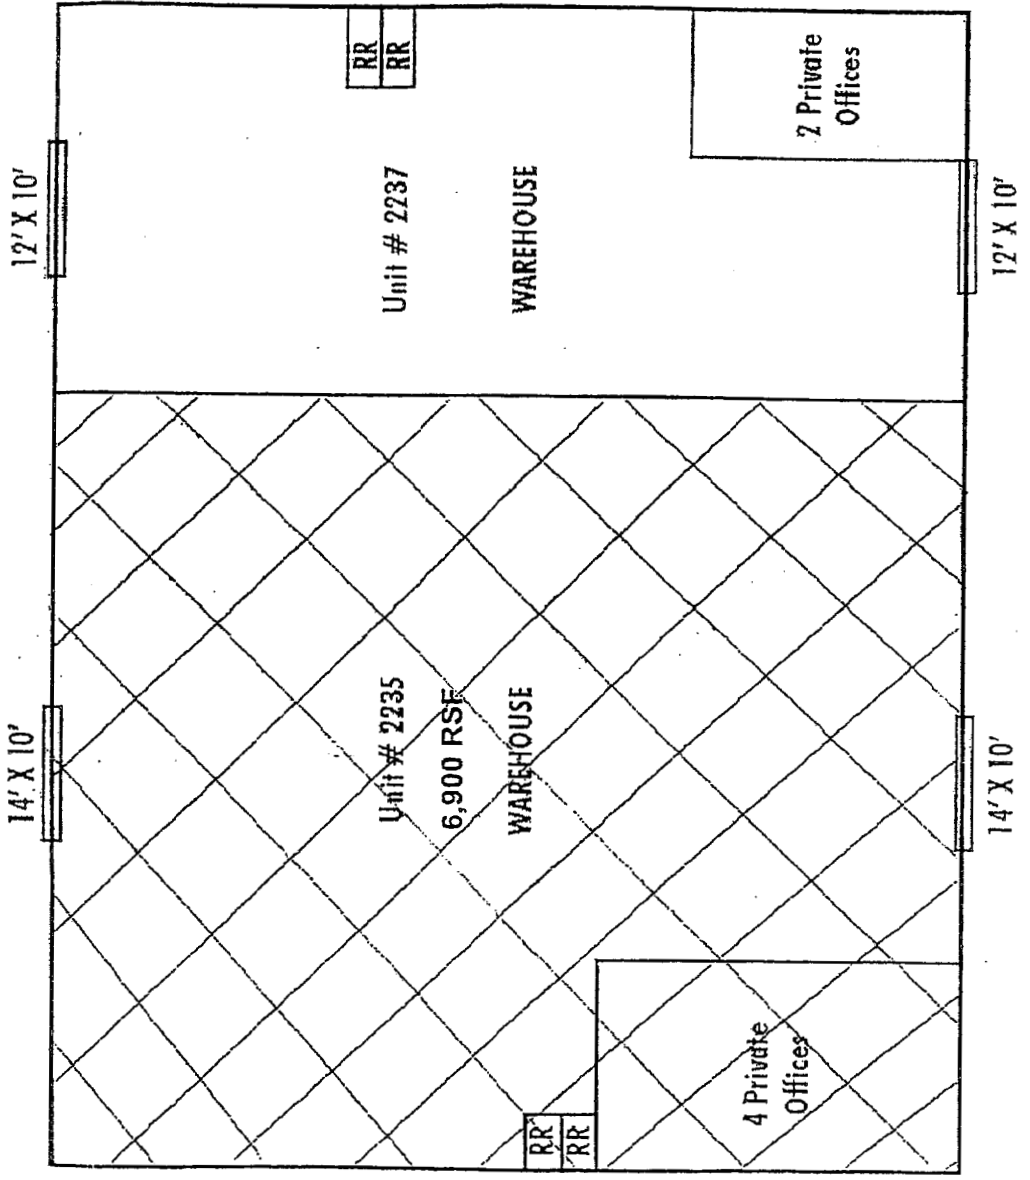 14' X 10'
12' X 10'
RR
RR
Unit # 2235
6,900 RSF
WAREHOUSE
Unit # 2237
WAREHOUSE
RR
RR
4 Private
Offices
2 Private
Offices
14' X 10'
12' X 10'